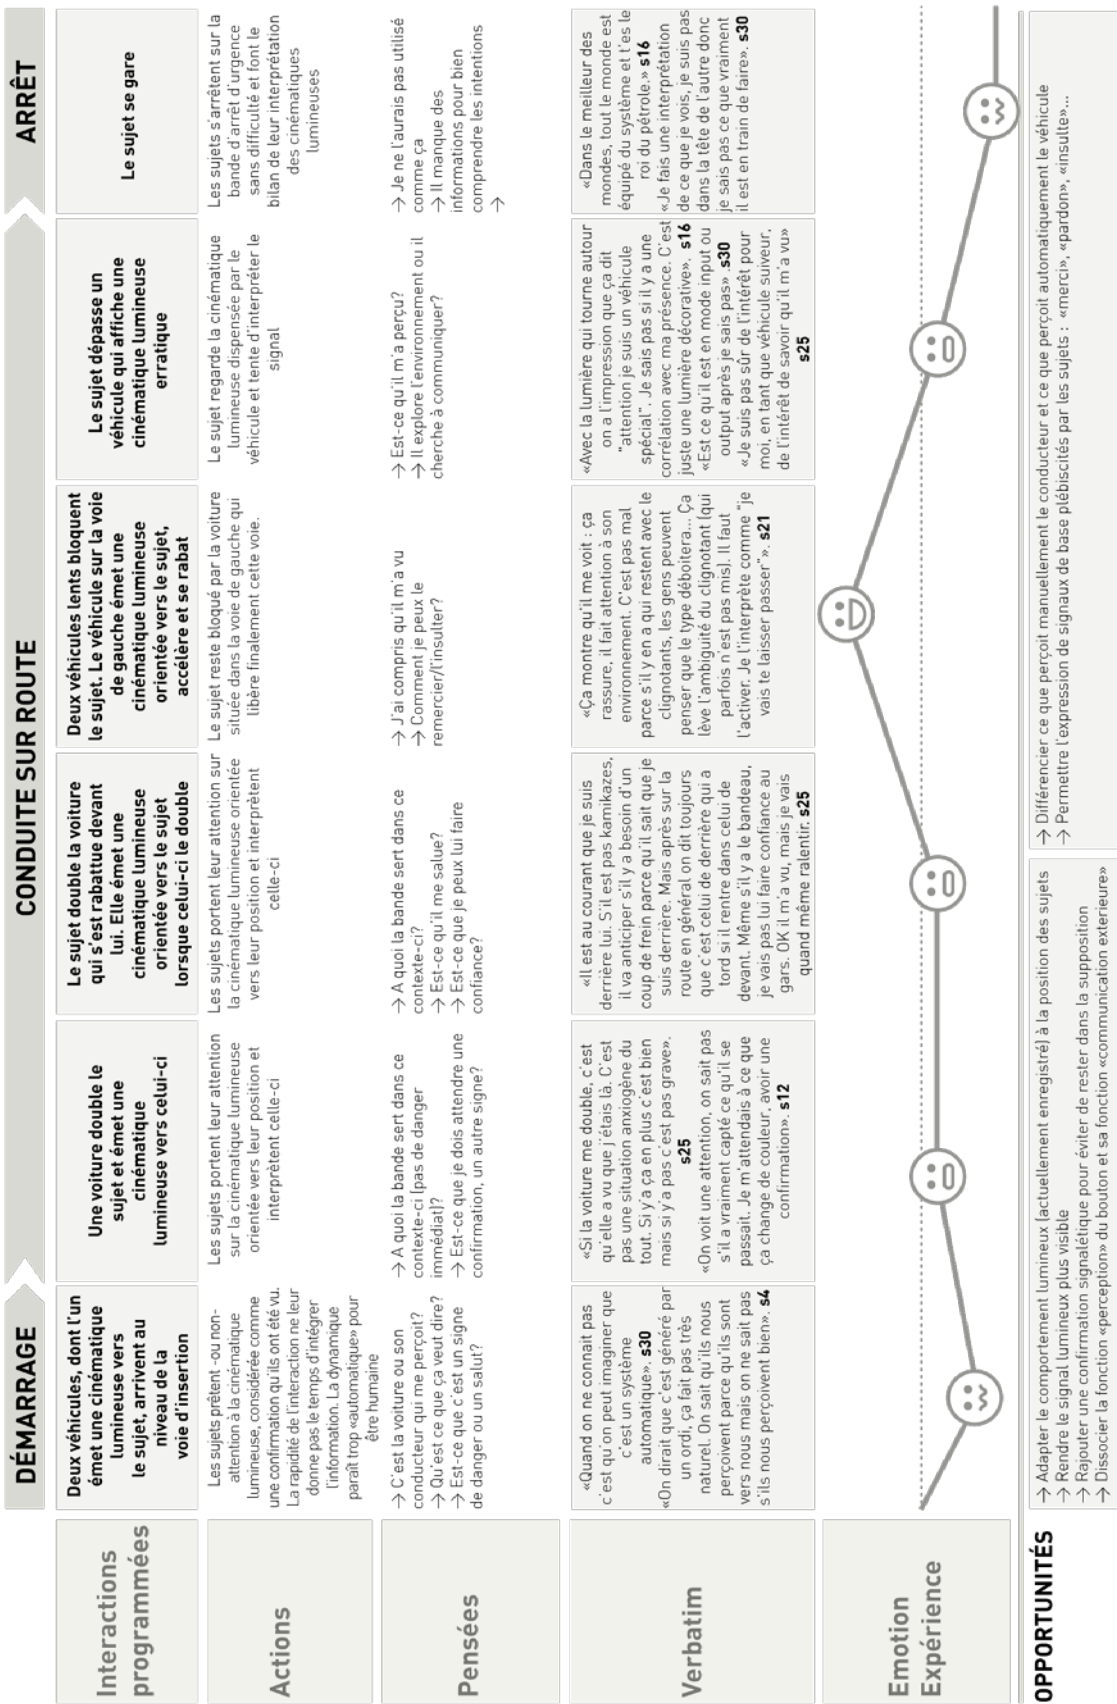 DÉMARRAGE
CONDUITE SUR ROUTE
ARRÊT
Interactions
programmées
Deux véhicules, dont l'un
émet une cinématique
lumineuse vers
le sujet, arrivent au
niveau de la
voie d'insertion
Une voiture double le
sujet et émet une
cinématique
lumineuse vers celui-ci
Le sujet double la voiture
qui s'est rabattue devant
lui. Elle émet une
cinématique lumineuse
orientée vers le sujet
lorsque celui-ci le double
Deux véhicules lents bloquent
le sujet. Le véhicule sur la voie
de gauche émet une
cinématique lumineuse
orientée vers le sujet,
accélère et se rabat
Le sujet dépasse un
véhicule qui affiche une
cinématique lumineuse
erratique
Le sujet se gare
Actions
Les sujets prêtent -ou non-
attention à la cinématique
lumineuse, considérée comme
une confirmation qu'ils ont été vu.
La rapidité de l'interaction ne leur
donne pas le temps d'intégrer
l'information. La dynamique
paraît trop «automatique» pour
être humaine
Les sujets portent leur attention
sur la cinématique lumineuse
orientée vers leur position et
interprètent celle-ci
Les sujets portent leur attention sur
la cinématique lumineuse orientée
vers leur position et interprètent
celle-ci
Le sujet reste bloqué par la voiture
située dans la voie de gauche qui
libère finalement cette voie.
Le sujet regarde la cinématique
lumineuse dispensée par le
véhicule et tente d'interpréter le
signal
Les sujets s'arrêtent sur la
bande d'arrêt d'urgence
sans difficulté et font le
bilan de leur interprétation
des cinématiques
lumineuses
Pensées
→ C'est la voiture ou son
conducteur qui me perçoit?
→ Qu'est ce que ça veut dire?
→ Est-ce que c'est un signe
de danger ou un salut?
→ A quoi la bande sert dans ce
contexte-ci (pas de danger
immédiat)?
→ Est-ce que je dois attendre une
confirmation, un autre signe?
→ A quoi la bande sert dans ce
contexte-ci?
→ Est-ce qu'il me salue?
→ Est-ce que je peux lui faire
confiance?
→ J'ai compris qu'il m'a vu
→ Comment je peux le
remercier/l'insulter?
→ Est-ce qu'il m'a perçu?
→ Il explore l'environnement ou il
cherche à communiquer?
→ Je ne l'aurais pas utilisé
comme ça
→ Il manque des
informations pour bien
comprendre les intentions
→
Verbatim
«Quand on ne connait pas
c'est qu'on peut imaginer que
c'est un système
automatique». s30
«On dirait que c'est généré par
un ordi, ça fait pas très
naturel. On sait qu'ils nous
perçoivent parce qu'ils sont
vers nous mais on ne sait pas
s'ils nous perçoivent bien». s4
«Si la voiture me double, c'est
qu'elle a vu que j'étais là. C'est
pas une situation anxiogène du
tout. Si y'a ça en plus c'est bien
mais si y'a pas c'est pas grave».
s25
«On voit une attention, on sait pas
s'il a vraiment capté ce qu'il se
passait. Je m'attendais à ce que
ça change de couleur, avoir une
confirmation». s12
«Il est au courant que je suis
derrière lui. S'il est pas kamikazes,
il va anticiper s'il y a besoin d'un
coup de frein parce qu'il sait que je
suis derrière. Mais après sur la
route en général on dit toujours
que c'est celui de derrière qui a
tord si il rentre dans celui de
devant. Même s'il y a le bandeau,
je vais pas lui faire confiance au
gars. OK il m'a vu, mais je vais
quand même ralentir. s25
«Ça montre qu'il me voit : ça
rassure, il fait attention à son
environnement. C'est pas mal
parce s'il y en a qui restent avec le
clignotants, les gens peuvent
penser que le type déboitera... Ça
lève l'ambiguité du clignotant (qui
parfois n'est pas mis). Il faut
l'activer. Je l'interprète comme "je
vais te laisser passer"». s21
«Avec la lumière qui tourne autour
on a l'impression que ça dit
"attention je suis un véhicule
spécial". Je sais pas si il y a une
corrélation avec ma présence. C'est
juste une lumière décorative». s16
«Est ce qu'il est en mode input ou
output après je sais pas» .s30
«Je suis pas sûr de l'intérêt pour
moi, en tant que véhicule suiveur,
de l'intérêt de savoir qu'il m'a vu»
s25
«Dans le meilleur des
mondes, tout le monde est
équipé du système et t'es le
roi du pétrole.» s16
«Je fais une interprétation
de ce que je vois, je suis pas
dans la tête de l'autre donc
je sais pas ce que vraiment
il est en train de faire». s30
Emotion
Expérience
OPPORTUNITÉS
→ Adapter le comportement lumineux (actuellement enregistré) à la position des sujets
→ Rendre le signal lumineux plus visible
→ Rajouter une confirmation signalétique pour éviter de rester dans la supposition
→ Dissocier la fonction «perception» du bouton et sa fonction «communication exterieure»
→ Différencier ce que perçoit manuellement le conducteur et ce que perçoit automatiquement le véhicule
→ Permettre l'expression de signaux de base plébiscités par les sujets : «merci», «pardon», «insulte»...